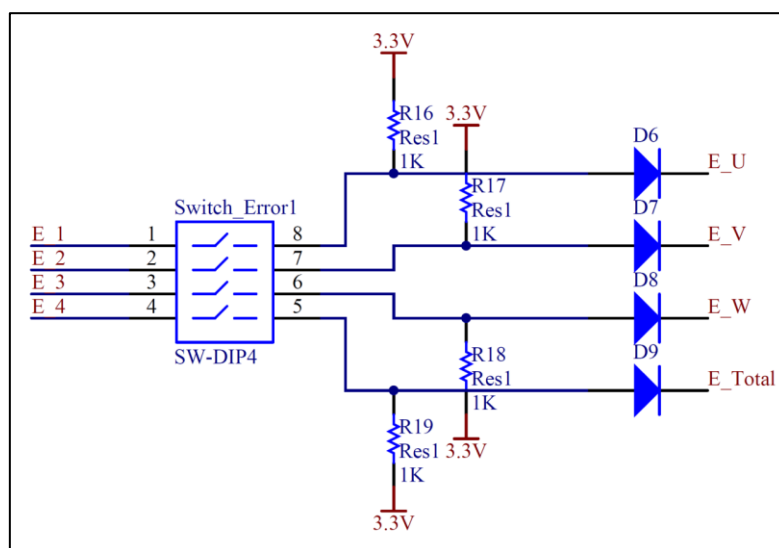 3.3V
R16
Res1
1K
3.3V
R17
Res1
1K
D6
E_U
D7
E_V
D8
E_W
D9
E_Total
Switch_Error1
E_1
1
8
E_2
2
7
E_3
3
6
E_4
4
5
SW-DIP4
R18
Res1
1K
3.3V
R19
Res1
1K
3.3V